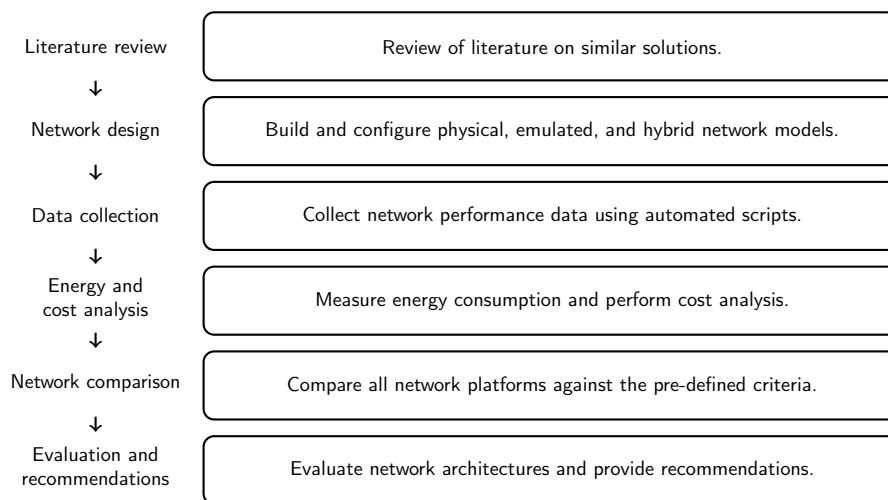 Literature review
Review of literature on similar solutions.
Network design
Build and configure physical, emulated, and hybrid network models.
Data collection
Collect network performance data using automated scripts.
Energy and
cost analysis
Measure energy consumption and perform cost analysis.
Network comparison
Compare all network platforms against the pre-defined criteria.
Evaluation and
recommendations
Evaluate network architectures and provide recommendations.